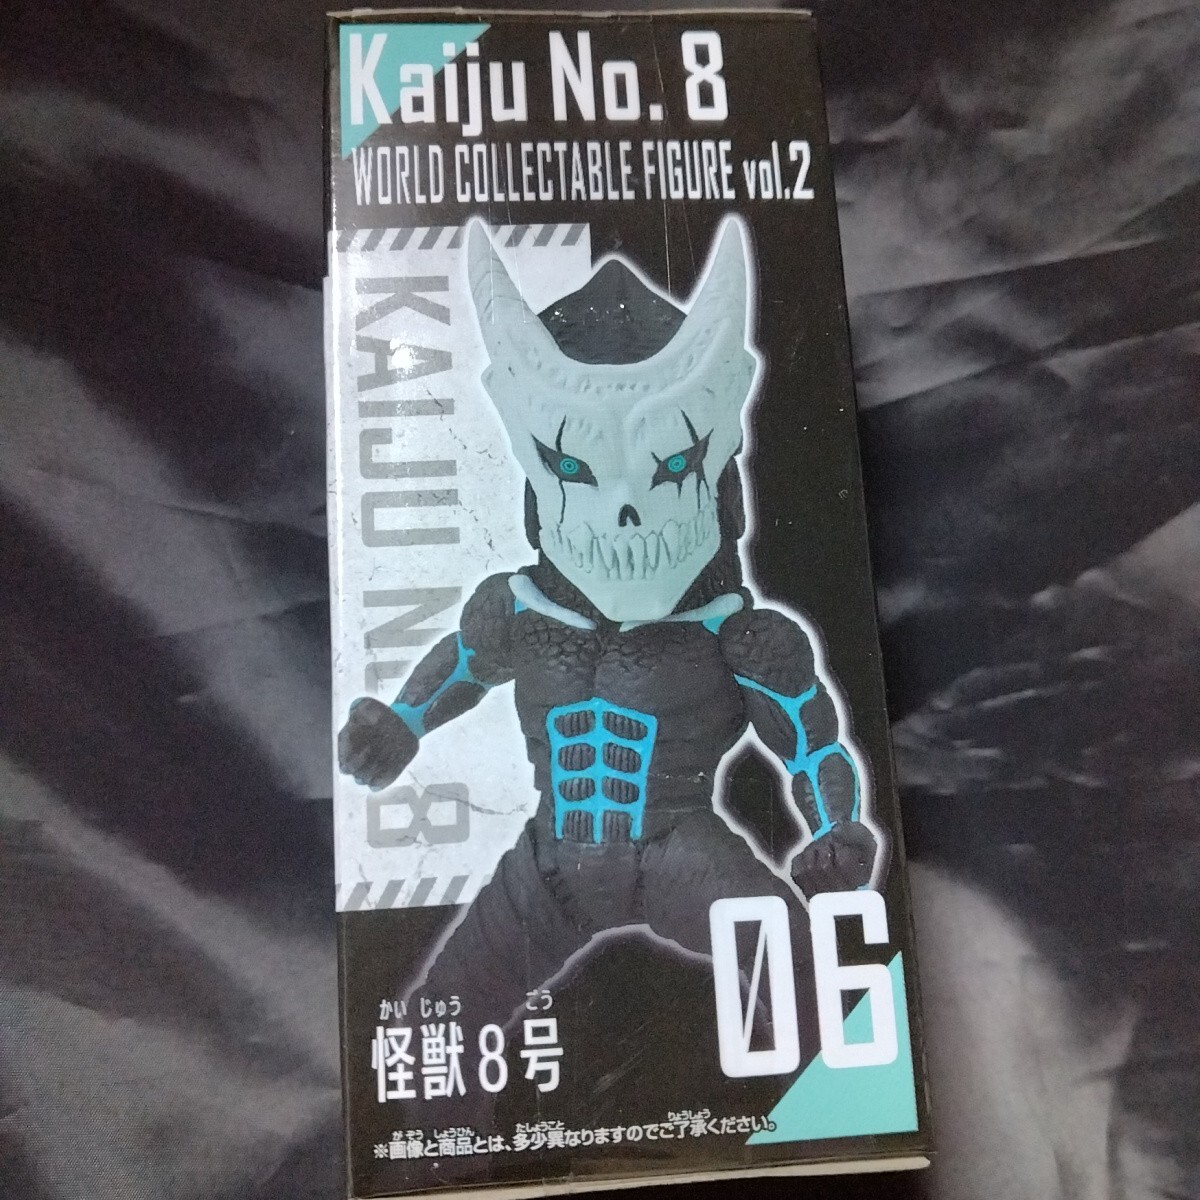 Kaiju No. 8
WORLD COLLECTABLE FIGURE vol.2
KAIJU No. 8
06
かい じゅう ごう
怪獣8号
が ぞう しょうひん たしょうこと りょうしょう
※画像と商品とは、多少異なりますのでご了承ください。